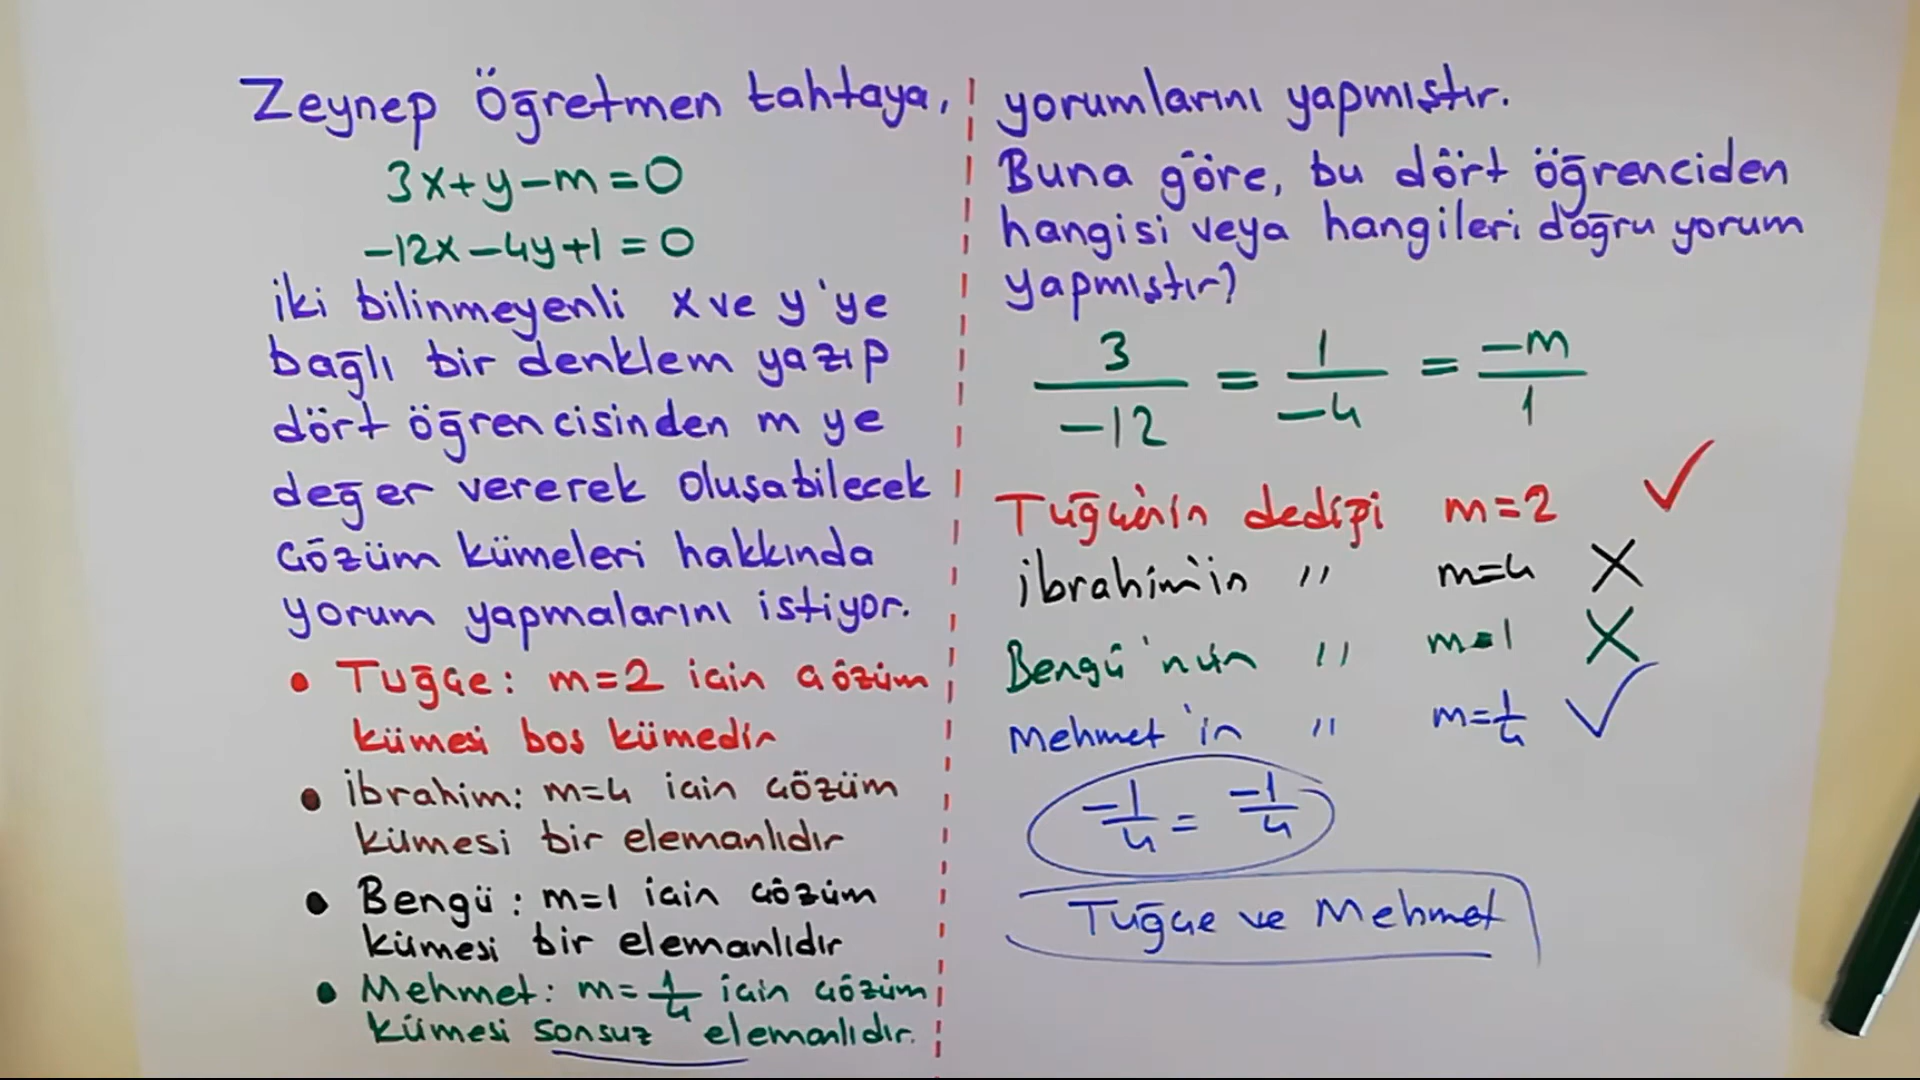 Zeynep Öğretmen tahtaya,
3x+y-m=0
-12x-4y+1=0
iki bilinmeyenli x ve y'ye
bağlı bir denklem yazıp
dört öğrencisinden m ye
değer vererek oluşabilecek
çözüm kümeleri hakkında
yorum yapmalarını istiyor.
• Tuğçe: m=2 için çözüm
kümesi boş kümedir
• İbrahim: m=4 için çözüm
kümesi bir elemanlıdır
• Bengü: m=1 için çözüm
kümesi bir elemanlıdır
• Mehmet: m=1/4 için çözüm
kümesi sonsuz elemanlıdır.
yorumlarını yapmıştır.
Buna göre, bu dört öğrenciden
hangisi veya hangileri doğru yorum
yapmıştır?
3/-12 = 1/-4 = -m/1
Tuğçe'nin dediği m=2 ✓
ibrahim'in " m=4 X
Bengü'nün " m=1 X
Mehmet'in " m=1/4 ✓
-1/4 = -1/4
Tuğçe ve Mehmet